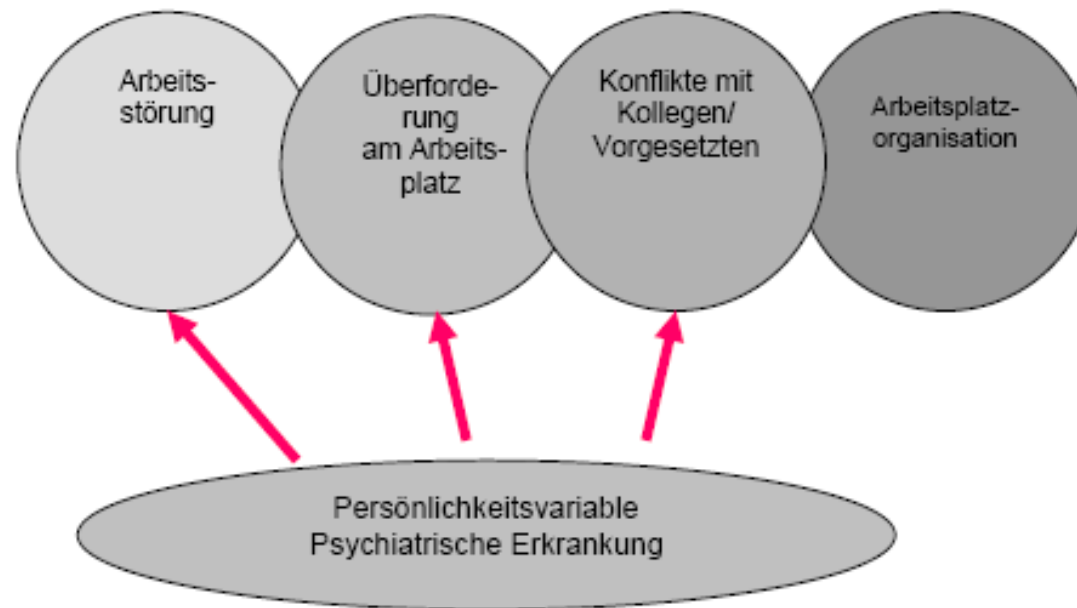 Arbeits-
störung
Überforde-
rung
am Arbeits-
platz
Konflikte mit
Kollegen/
Vorgesetzten
Arbeitsplatz-
organisation
Persönlichkeitsvariable
Psychiatrische Erkrankung